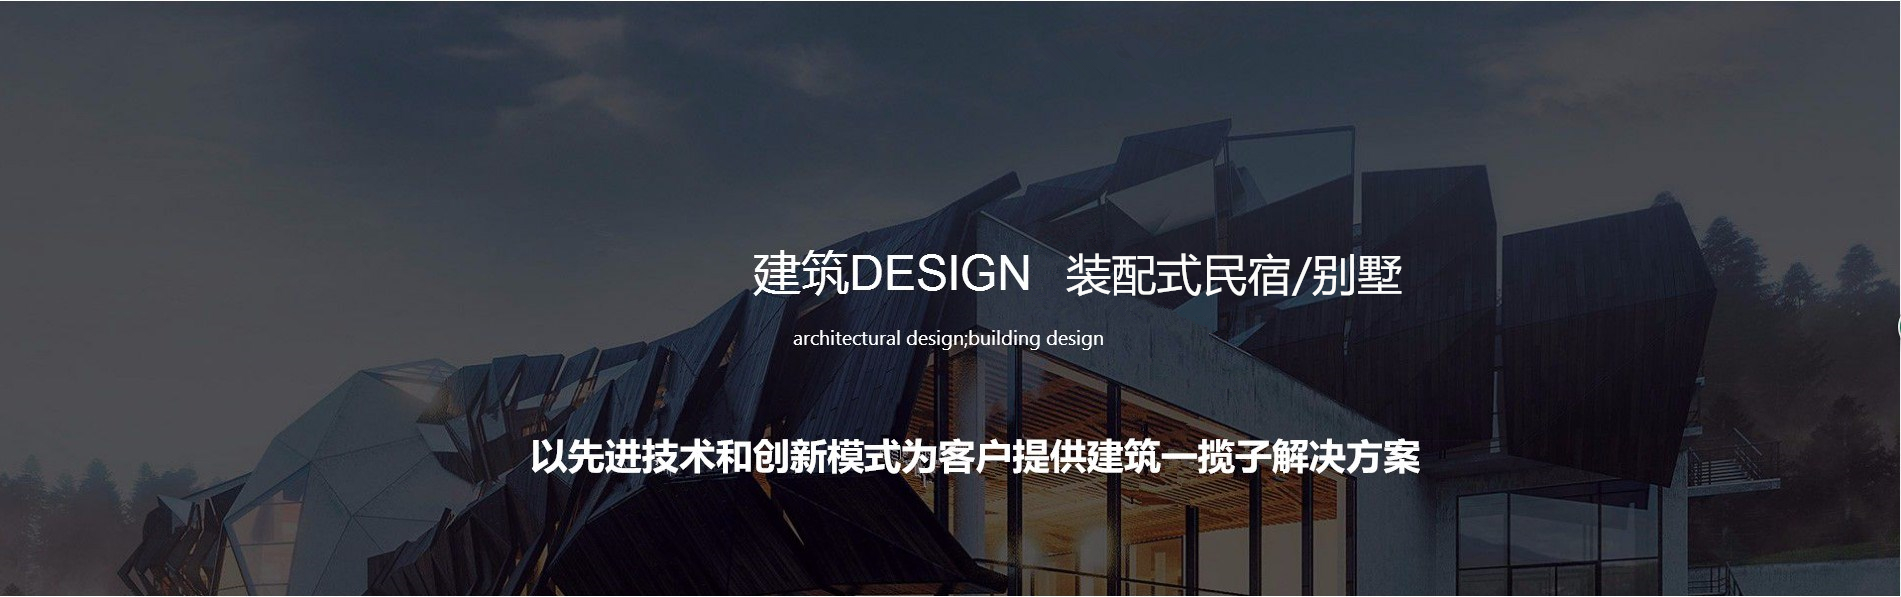 建筑DESIGN 装配式民宿/别墅
architectural design;building design
以先进技术和创新模式为客户提供建筑一揽子解决方案